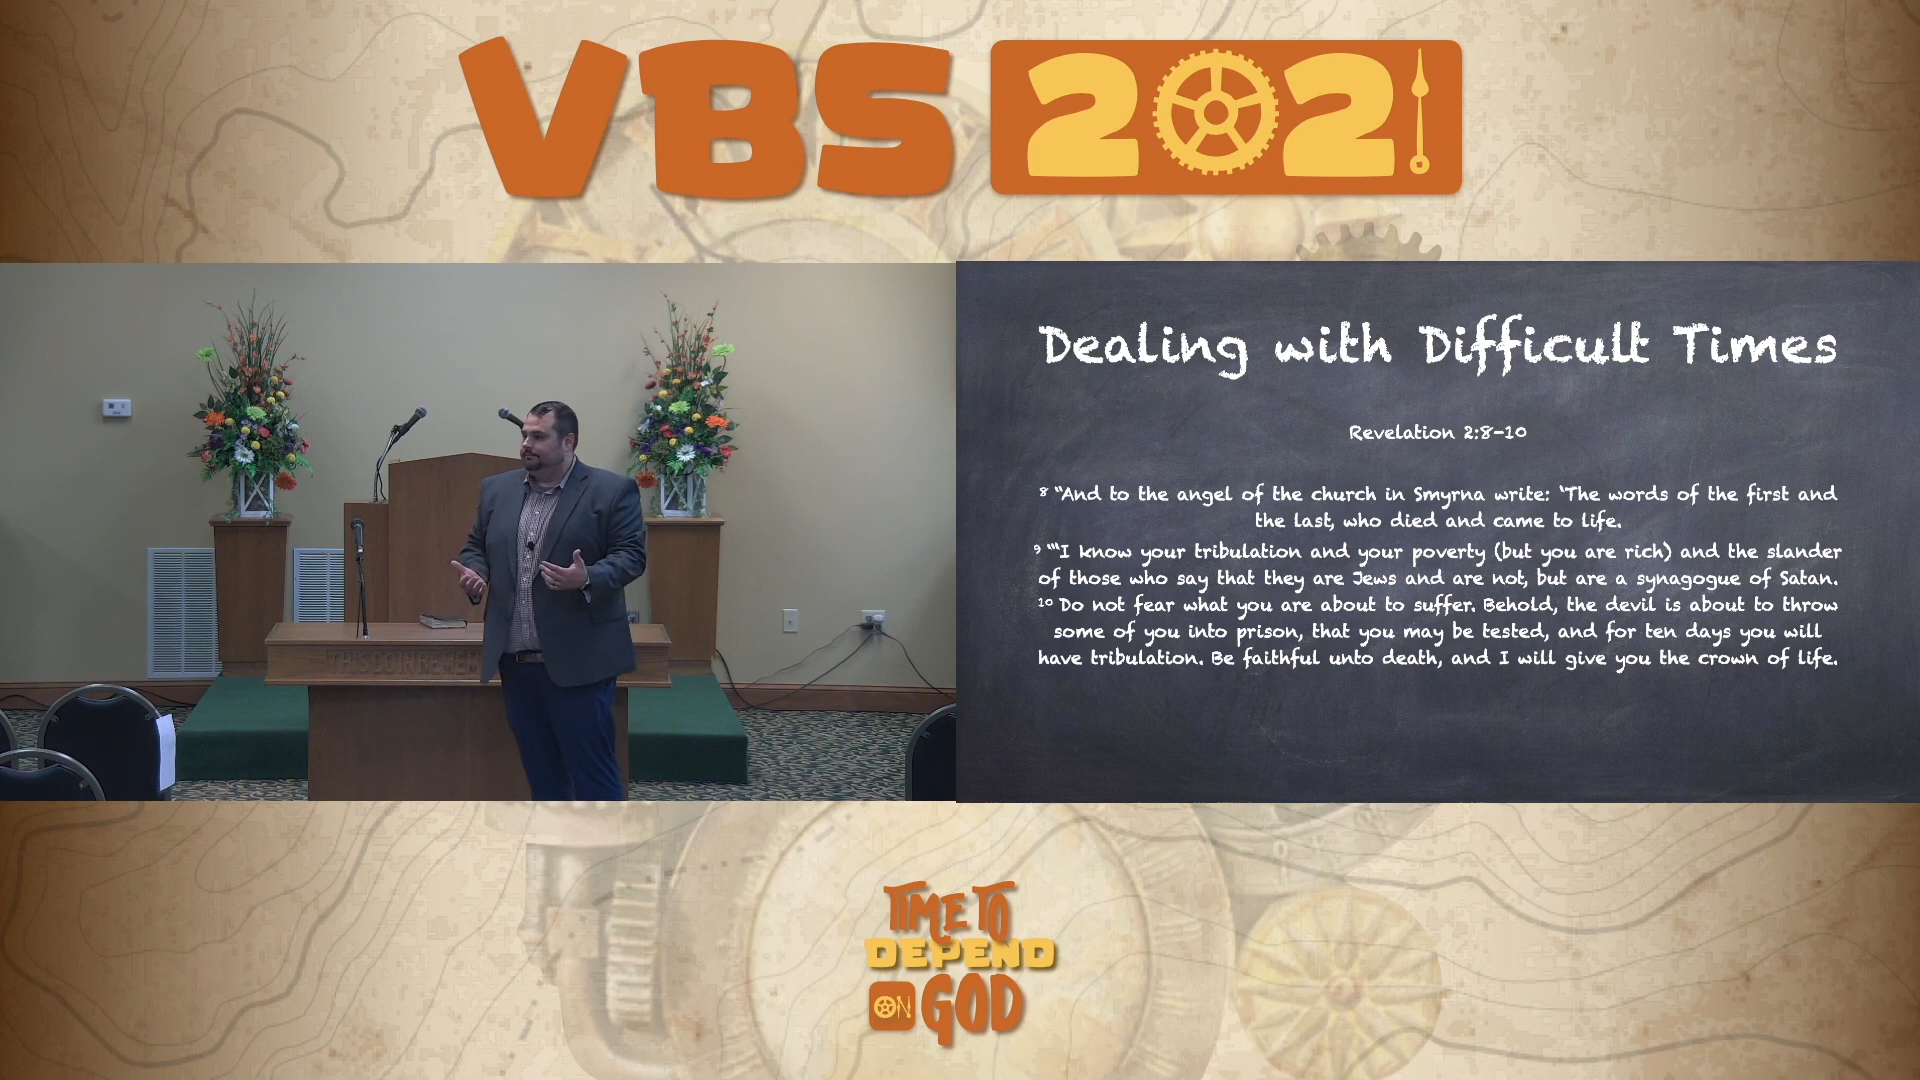 VBS 2021
Dealing with Difficult Times
Revelation 2:8-10
8 “And to the angel of the church in Smyrna write: ‘The words of the first and
the last, who died and came to life.
9 “‘I know your tribulation and your poverty (but you are rich) and the slander
of those who say that they are Jews and are not, but are a synagogue of Satan.
10 Do not fear what you are about to suffer. Behold, the devil is about to throw
some of you into prison, that you may be tested, and for ten days you will
have tribulation. Be faithful unto death, and I will give you the crown of life.
THIS DO IN REMEM
TIME TO
DEPEND
ON GOD